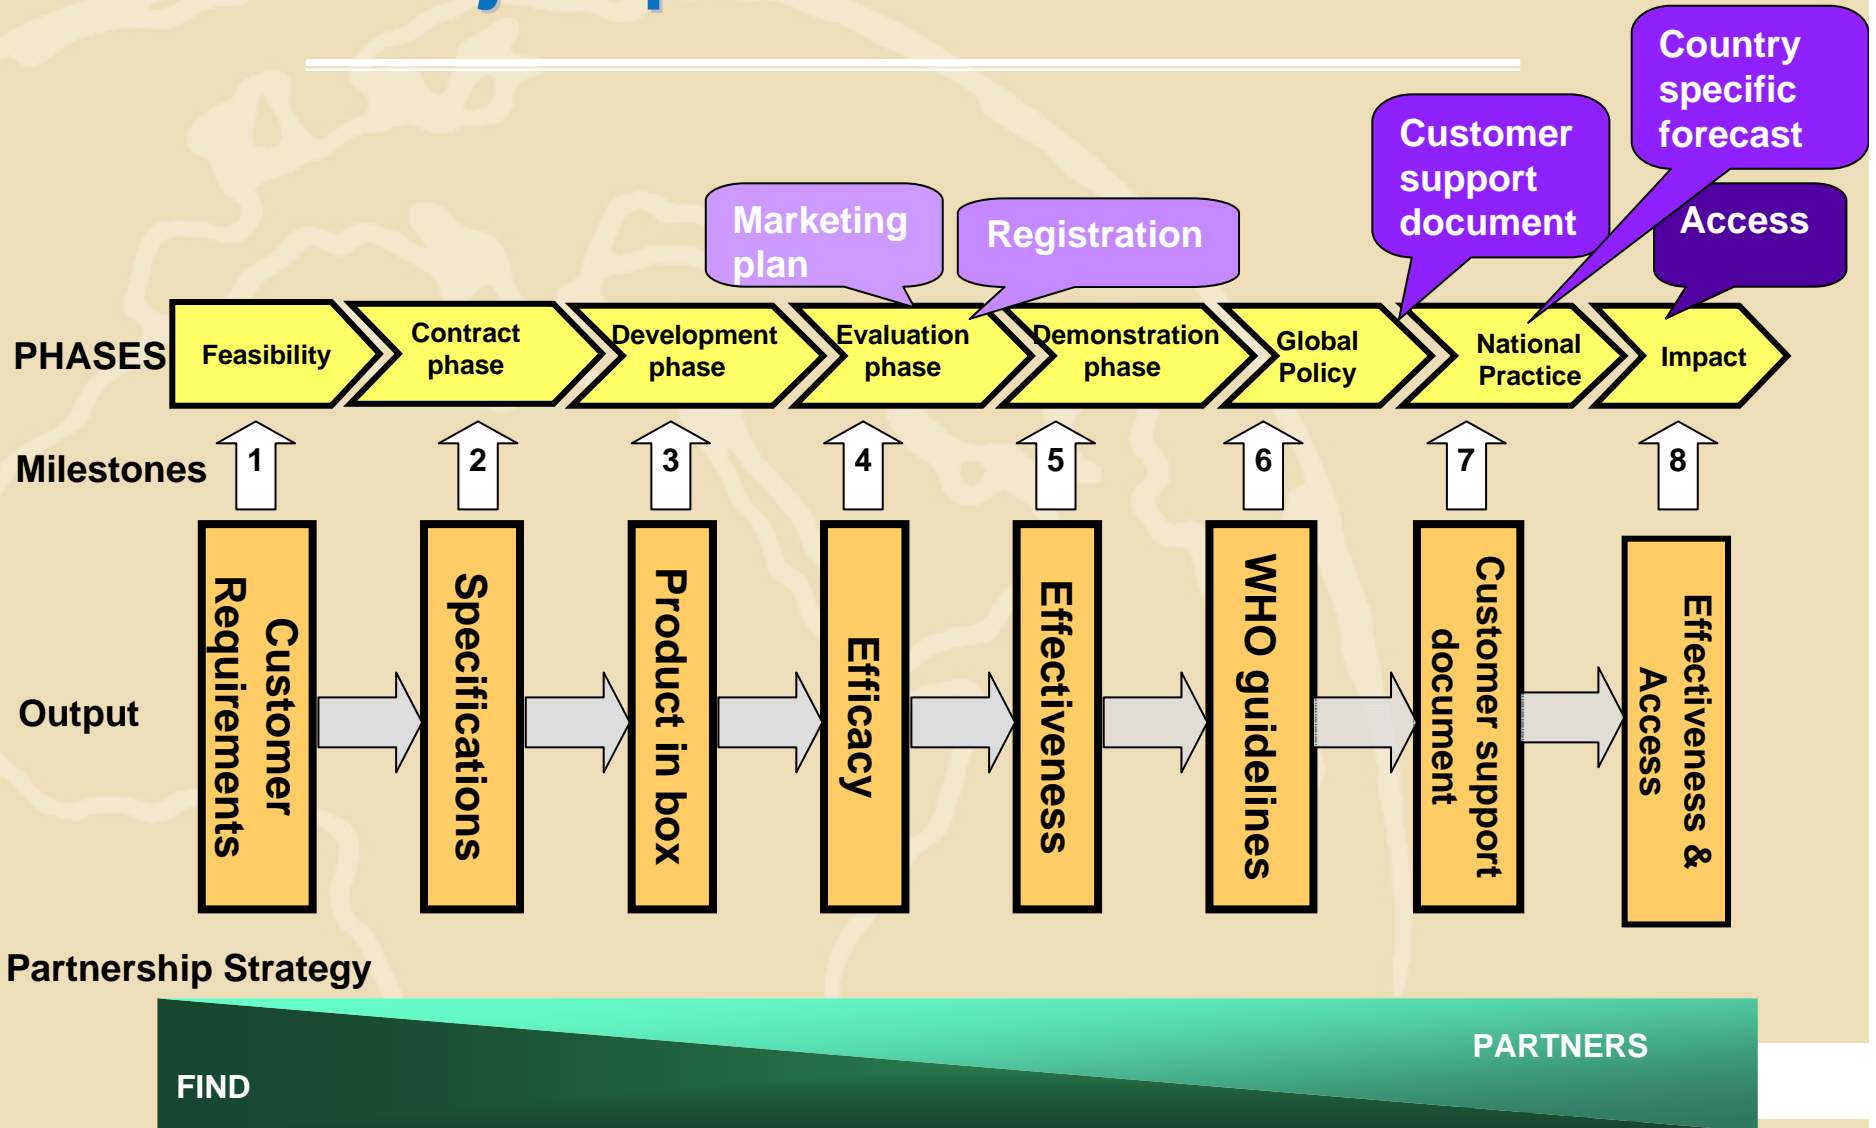 Country
specific
forecast
Customer
support
document
Marketing
plan
Registration
Access
PHASES
Feasibility
Contract
phase
Development
phase
Evaluation
phase
Demonstration
phase
Global
Policy
National
Practice
Impact
Milestones
1
2
3
4
5
6
7
8
Output
Customer
Requirements
Specifications
Product in box
Efficacy
Effectiveness
WHO guidelines
Customer support
document
Effectiveness &
Access
Partnership Strategy
PARTNERS
FIND